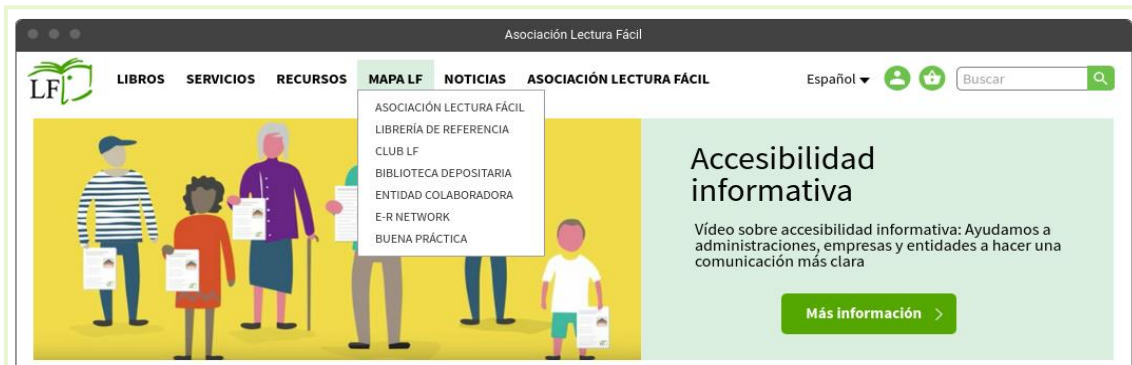 Asociación Lectura Fácil
LF
LIBROS SERVICIOS RECURSOS MAPA LF NOTICIAS ASOCIACIÓN LECTURA FÁCIL Español Buscar
ASOCIACIÓN LECTURA FÁCIL
LIBRERÍA DE REFERENCIA
CLUB LF
BIBLIOTECA DEPOSITARIA
ENTIDAD COLABORADORA
E-R NETWORK
BUENA PRÁCTICA
Accesibilidad
informativa
Vídeo sobre accesibilidad informativa: Ayudamos a
administraciones, empresas y entidades a hacer una
comunicación más clara
Más información